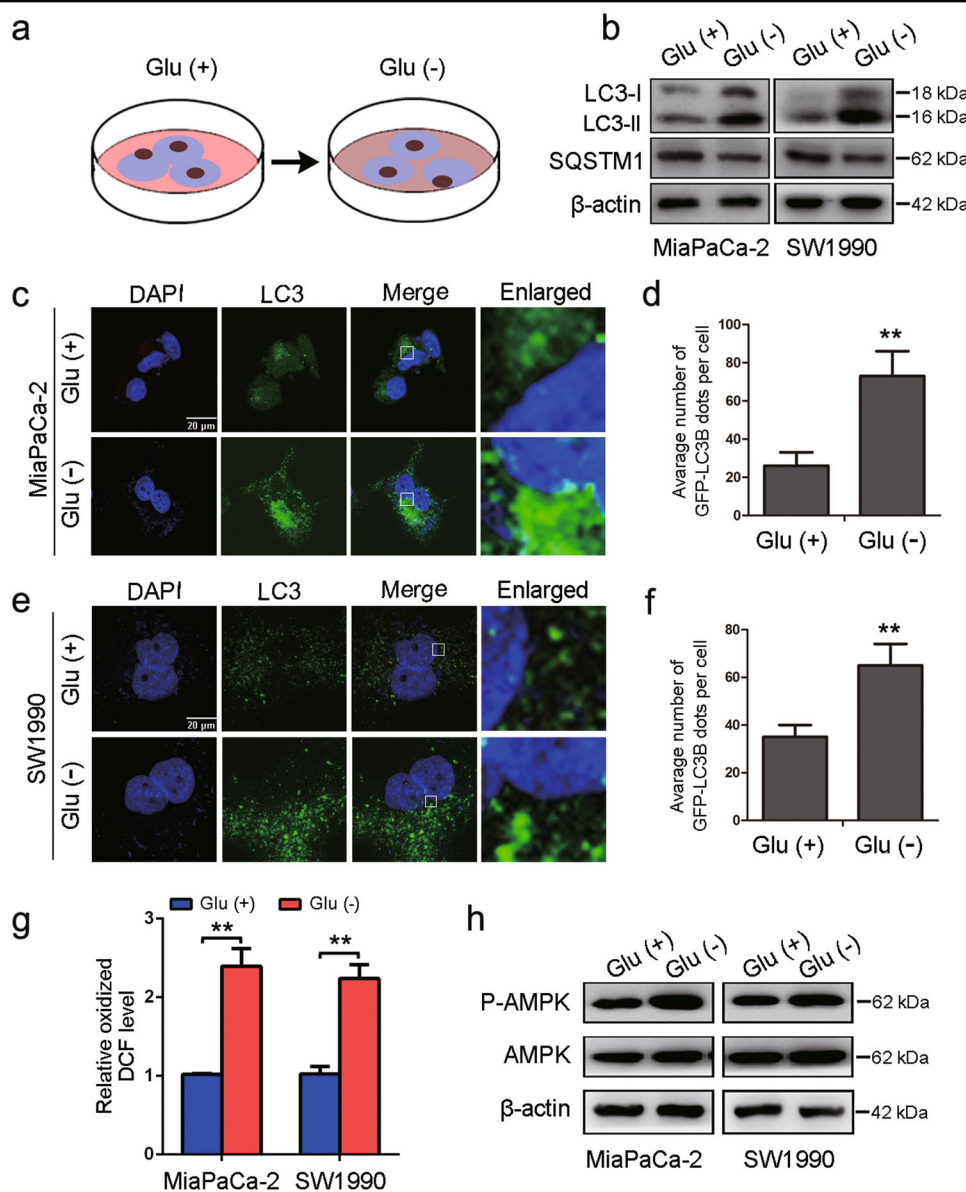 a
Glu (+)
Glu (-)
b
Glu (+) Glu (-) Glu (+) Glu (-)
LC3-I
18 kDa
LC3-II
16 kDa
SQSTM1
62 kDa
β-actin
42 kDa
MiaPaCa-2 SW1990
c
DAPI LC3 Merge Enlarged
MiaPaCa-2
Glu (+)
20 μm
Glu (-)
d
Avarage number of
GFP-LC3B dots per cell
100
80
60
40
20
0
**
Glu (+) Glu (-)
e
DAPI LC3 Merge Enlarged
SW1990
Glu (+)
20 μm
Glu (-)
f
Avarage number of
GFP-LC3B dots per cell
80
60
40
20
0
**
Glu (+) Glu (-)
g
Glu (+) Glu (-)
Relative oxidized
DCF level
3
2
1
0
** **
MiaPaCa-2 SW1990
h
Glu (+) Glu (-) Glu (+) Glu (-)
P-AMPK
62 kDa
AMPK
62 kDa
β-actin
42 kDa
MiaPaCa-2 SW1990